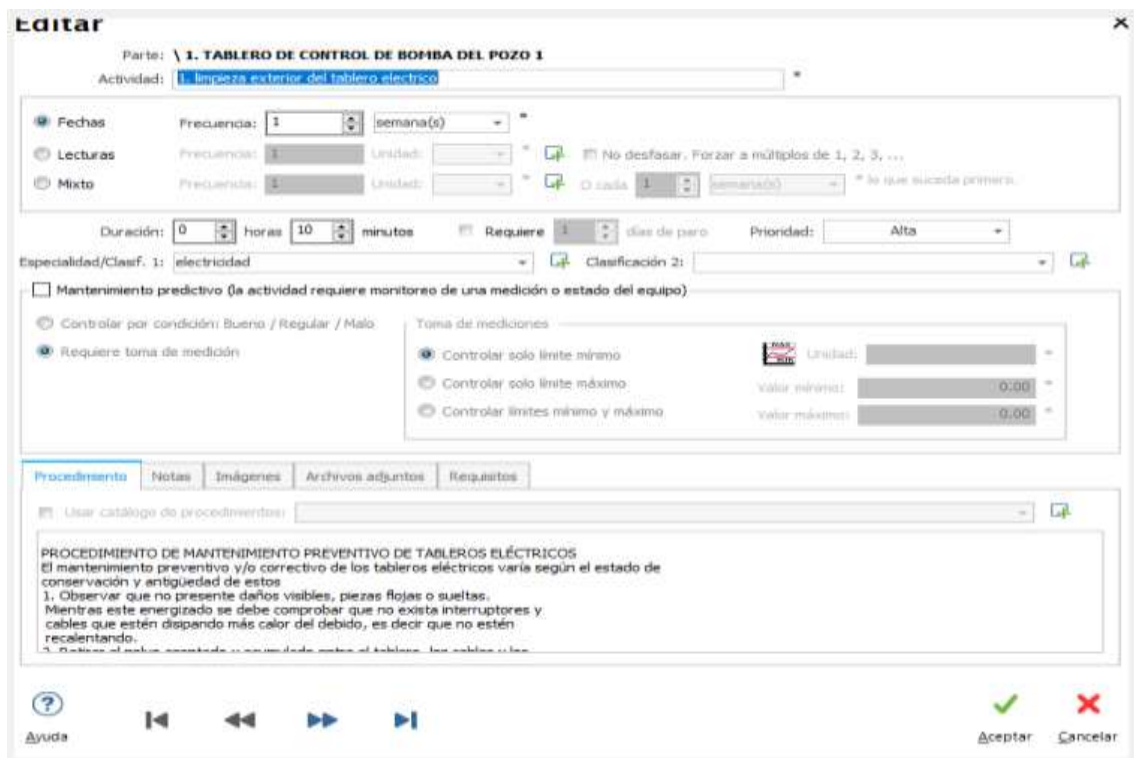 Editar
Parte: \ 1. TABLERO DE CONTROL DE BOMBA DEL POZO 1
Actividad: 1. limpieza exterior del tablero electrico *
Fechas Frecuencia: 1 semana(s) *
Lecturas Frecuencia: 1 Unidad: * No desfasar. Forzar a múltiplos de 1, 2, 3, ...
Mixto Frecuencia: 1 Unidad: * O cada 1 semana(s) * lo que suceda primero.
Duración: 0 horas 10 minutos Requiere 1 días de paro Prioridad: Alta
Especialidad/Clasif. 1: electricidad Clasificación 2:
Mantenimiento predictivo (la actividad requiere monitoreo de una medición o estado del equipo)
Controlar por condición: Bueno / Regular / Malo
Requiere toma de medición
Toma de mediciones
Controlar solo límite mínimo MAX Unidad: *
Controlar solo límite máximo Valor mínimo: 0.00 *
Controlar límites mínimo y máximo Valor máximo: 0.00 *
Procedimiento Notas Imágenes Archivos adjuntos Requisitos
Usar catálogo de procedimientos:
PROCEDIMIENTO DE MANTENIMIENTO PREVENTIVO DE TABLEROS ELÉCTRICOS
El mantenimiento preventivo y/o correctivo de los tableros eléctricos varía según el estado de
conservación y antigüedad de estos
1. Observar que no presente daños visibles, piezas flojas o sueltas.
Mientras este energizado se debe comprobar que no exista interruptores y
cables que estén disipando más calor del debido, es decir que no estén
recalentando.
Ayuda Aceptar Cancelar